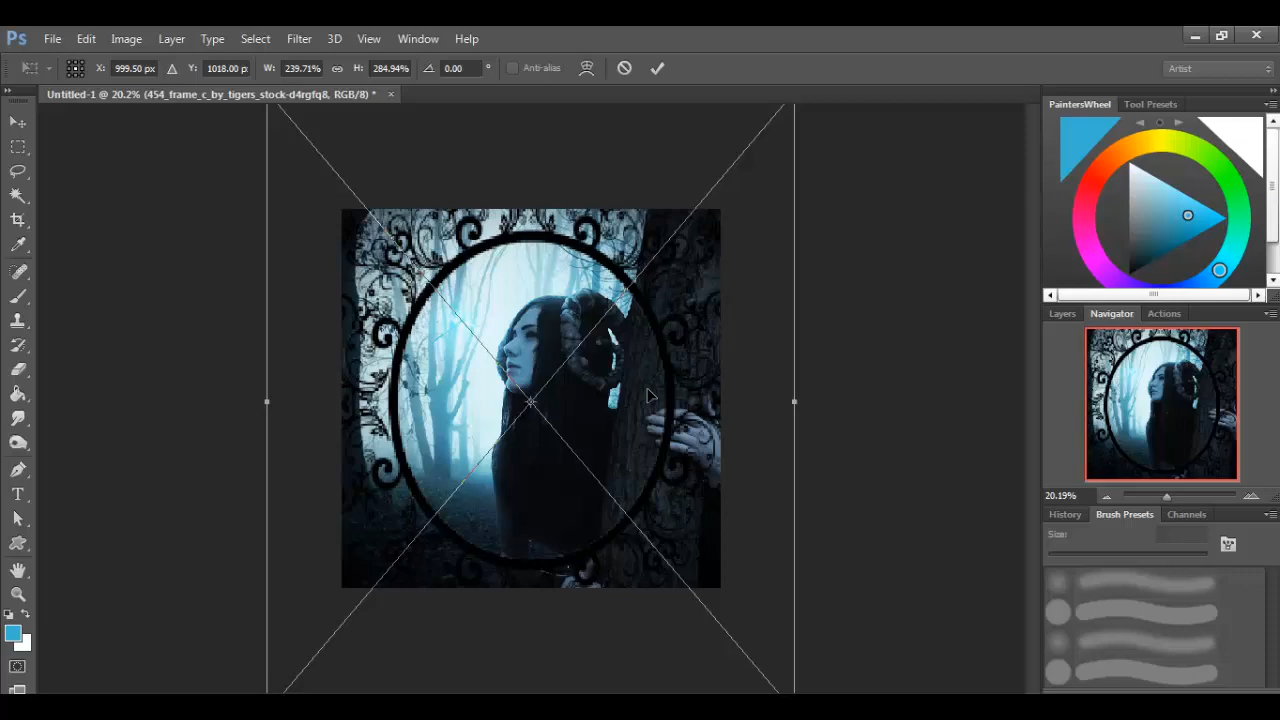 Ps File Edit Image Layer Type Select Filter 3D View Window Help
X: 999.50 px Y: 1018.00 p: W: 239.71% H: 284.94% 0.00 ° Anti-alias Artist
Untitled-1 @ 20.2% (454_frame_c_by_tigers_stock-d4rgfq8, RGB/8) * ×
PaintersWheel Tool Presets
Layers Navigator Actions
20.19%
History Brush Presets Channels
Size:
T